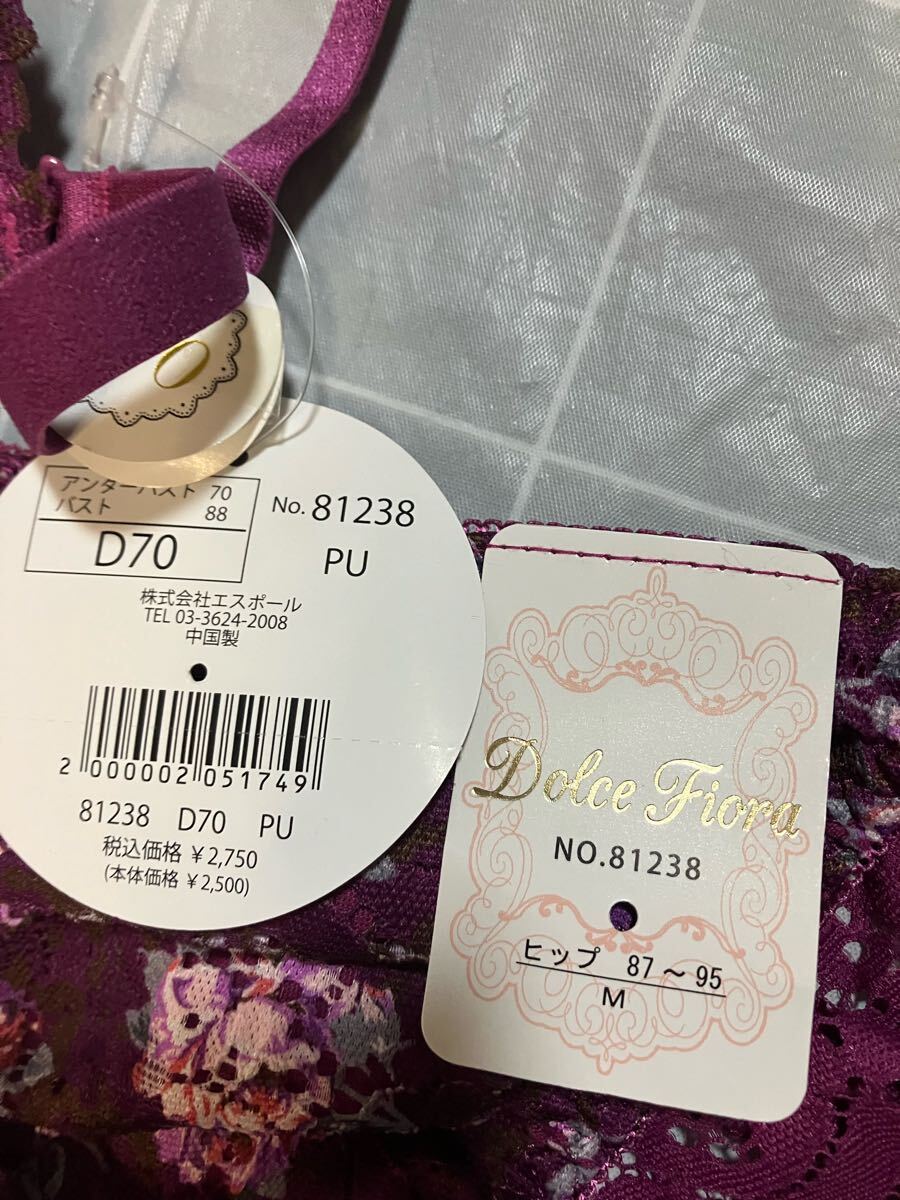 アンダーバスト 70
バスト 88
D70
No. 81238
PU
株式会社エスポール
TEL 03-3624-2008
中国製
2 000002 051749
81238 D70 PU
税込価格 ¥2,750
(本体価格 ¥2,500)
Dolce Fiora
NO.81238
ヒップ 87～95
M